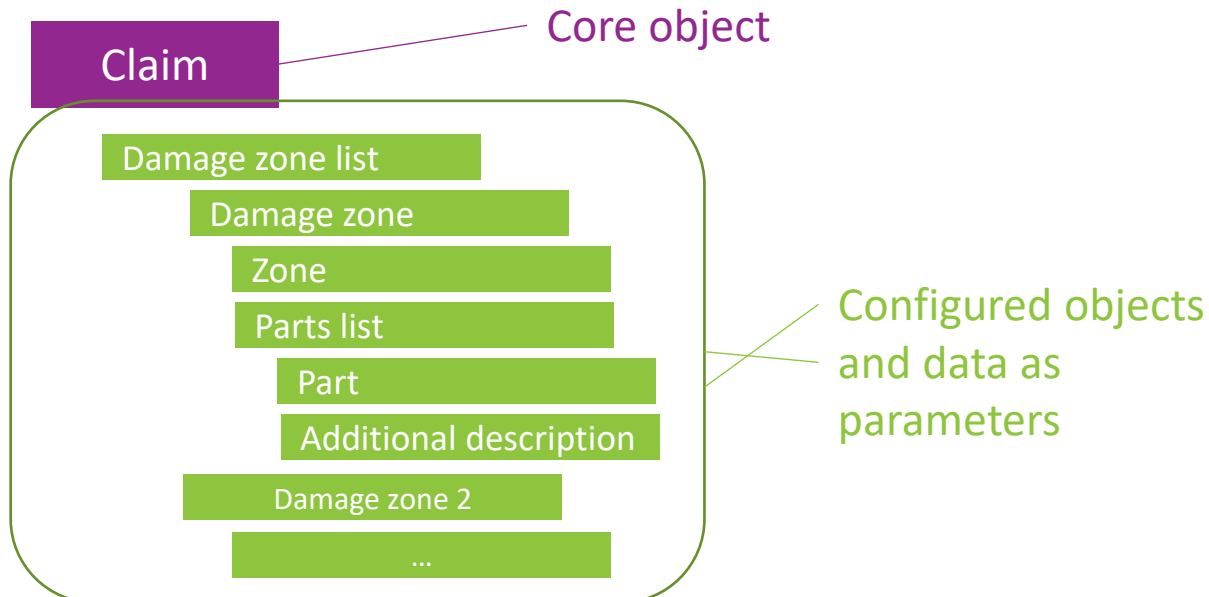 Core object
Claim
Damage zone list
Damage zone
Zone
Parts list
Part
Additional description
Damage zone 2
...
Configured objects
and data as
parameters